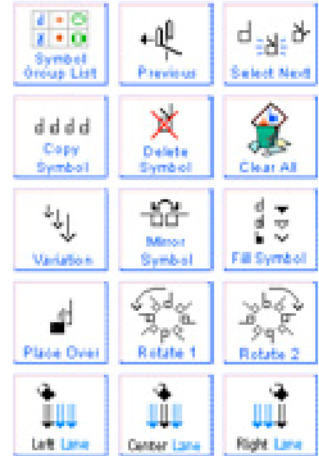 Symbol
Group List
Previous
Select Next
Copy
Symbol
Delete
Symbol
Clear All
Variation
Mirror
Symbol
Fill Symbol
Place Over
Rotate 1
Rotate 2
Left Lane
Center Lane
Right Lane